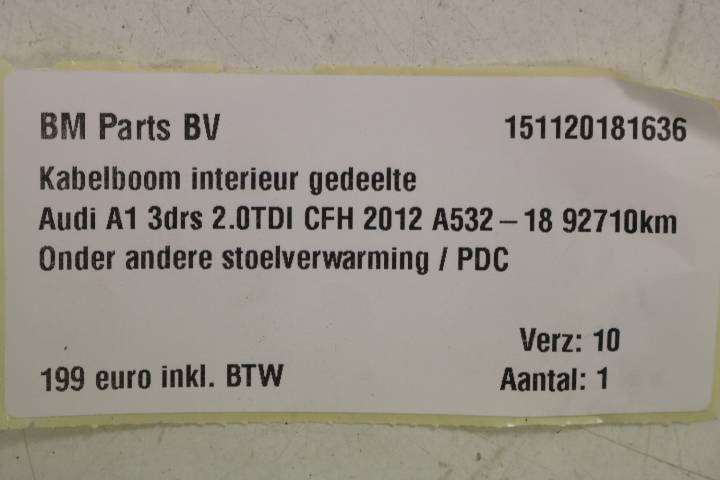 BM Parts BV 151120181636
Kabelboom interieur gedeelte
Audi A1 3drs 2.0TDI CFH 2012 A532-18 92710km
Onder andere stoelverwarming / PDC
Verz: 10
199 euro inkl. BTW Aantal: 1